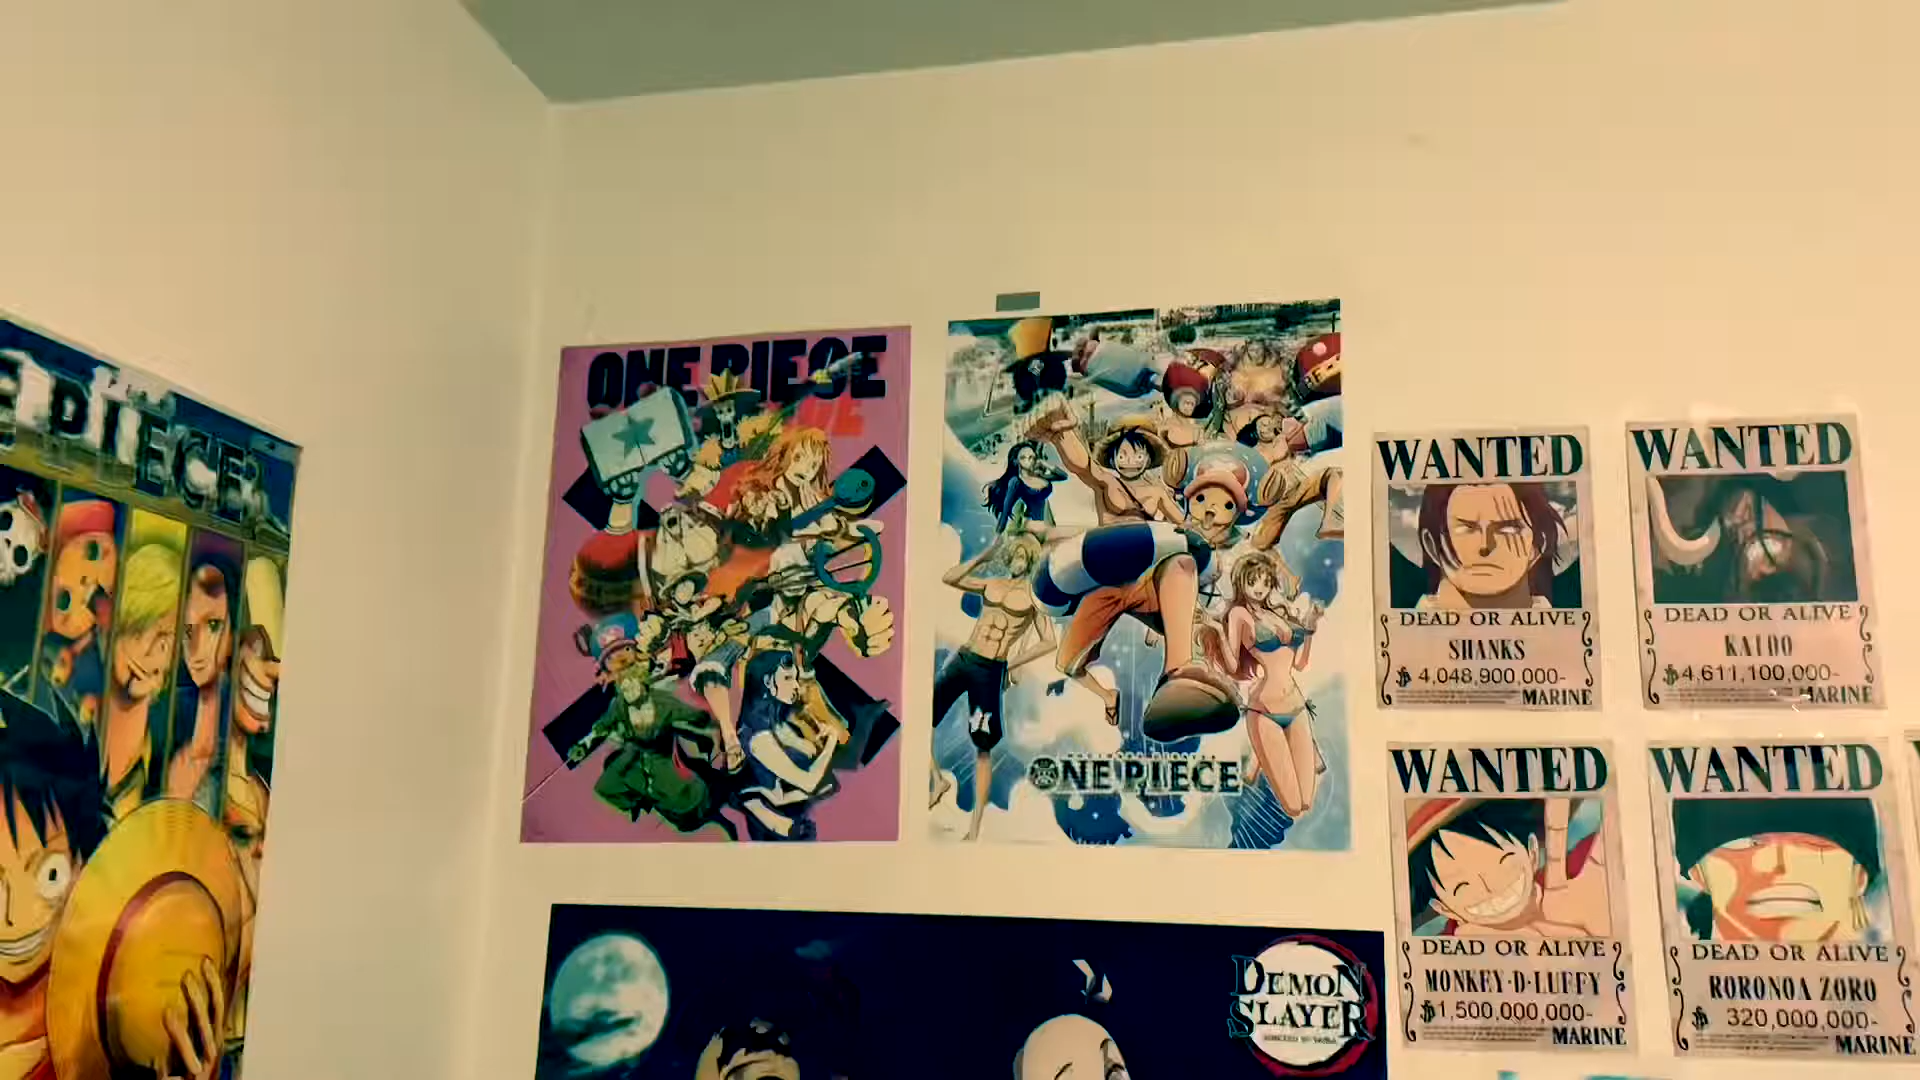 ONE PIECE
PIECE
ONE PIECE
WANTED
DEAD OR ALIVE
SHANKS
4,048,900,000-
MARINE
WANTED
DEAD OR ALIVE
KAIDO
4,611,100,000-
MARINE
WANTED
DEAD OR ALIVE
MONKEY·D·LUFFY
1,500,000,000-
MARINE
WANTED
DEAD OR ALIVE
RORONOA ZORO
320,000,000-
MARINE
DEMON
SLAYER